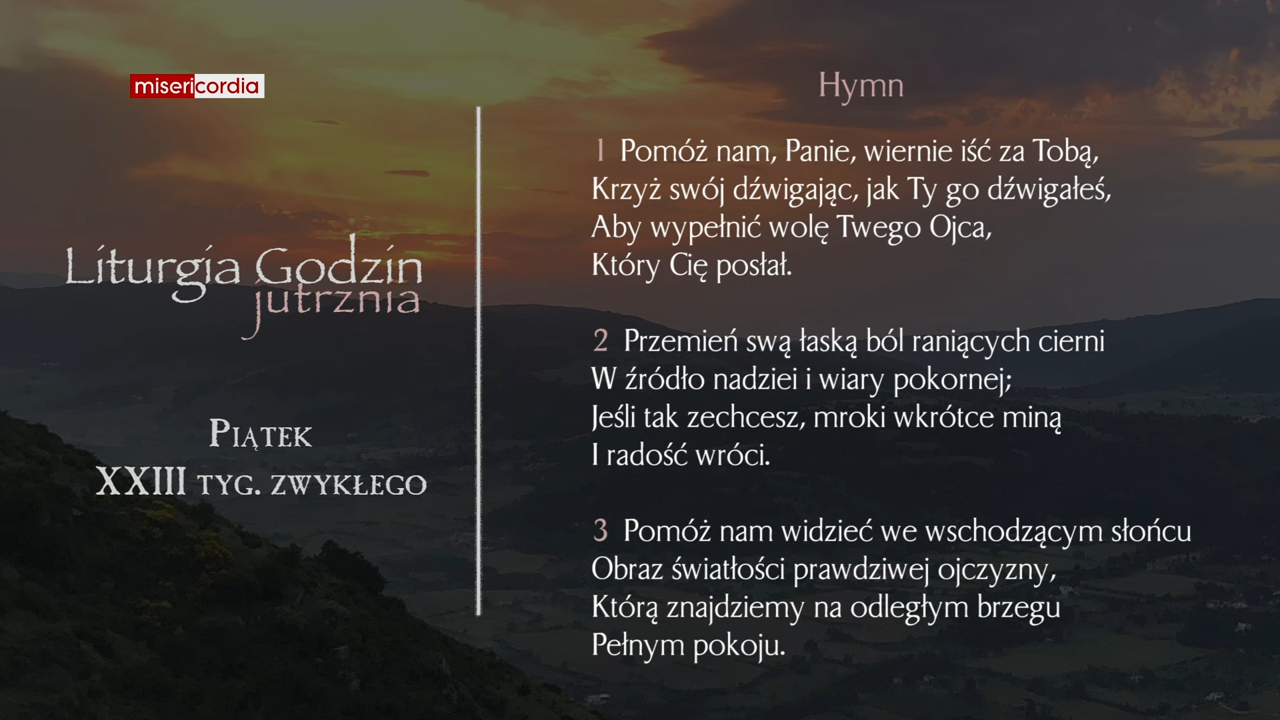 misericordia
Liturgia Godzin
jutrznia
Piątek
XXIII tyg. zwykłego
Hymn
1 Pomóż nam, Panie, wiernie iść za Tobą,
Krzyż swój dźwigając, jak Ty go dźwigałeś,
Aby wypełnić wolę Twego Ojca,
Który Cię posłał.
2 Przemień swą łaską ból raniących cierni
W źródło nadziei i wiary pokornej;
Jeśli tak zechcesz, mroki wkrótce miną
I radość wróci.
3 Pomóż nam widzieć we wschodzącym słońcu
Obraz światłości prawdziwej ojczyzny,
Którą znajdziemy na odległym brzegu
Pełnym pokoju.